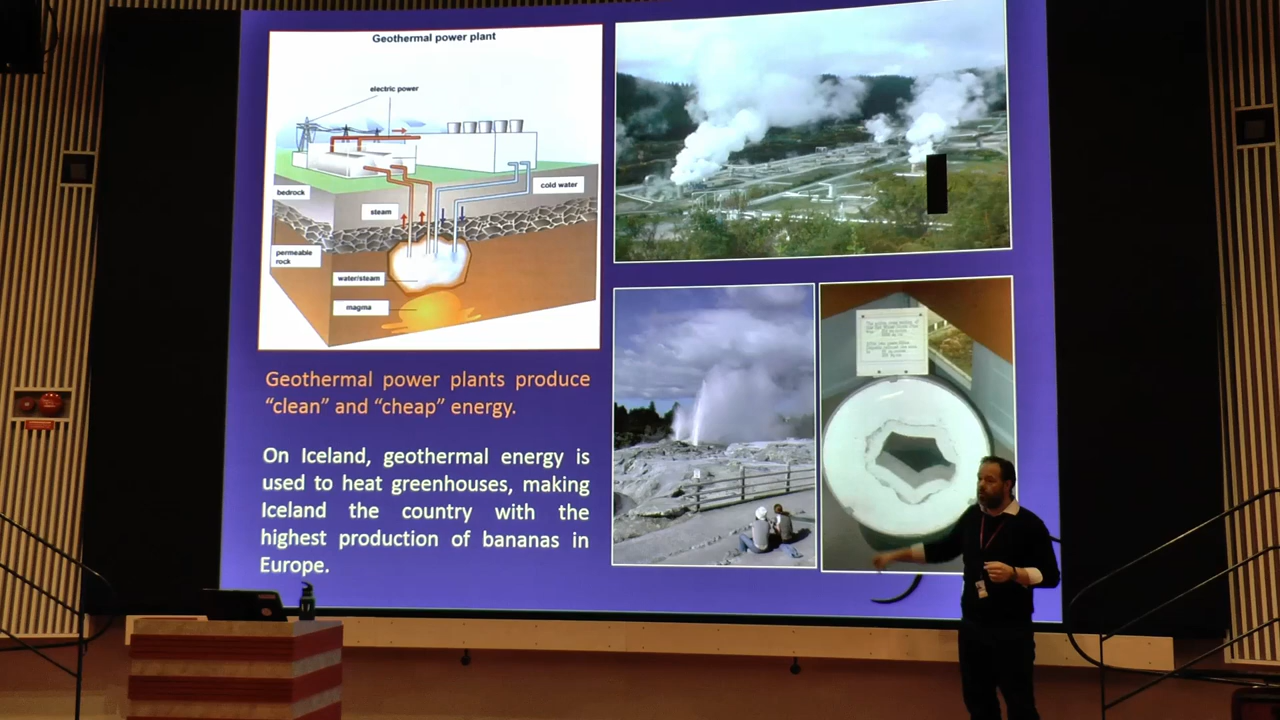 Geothermal power plant
electric power
bedrock
cold water
steam
permeable
rock
water/steam
magma
Geothermal power plants produce
“clean” and “cheap” energy.
On Iceland, geothermal energy is
used to heat greenhouses, making
Iceland the country with the
highest production of bananas in
Europe.